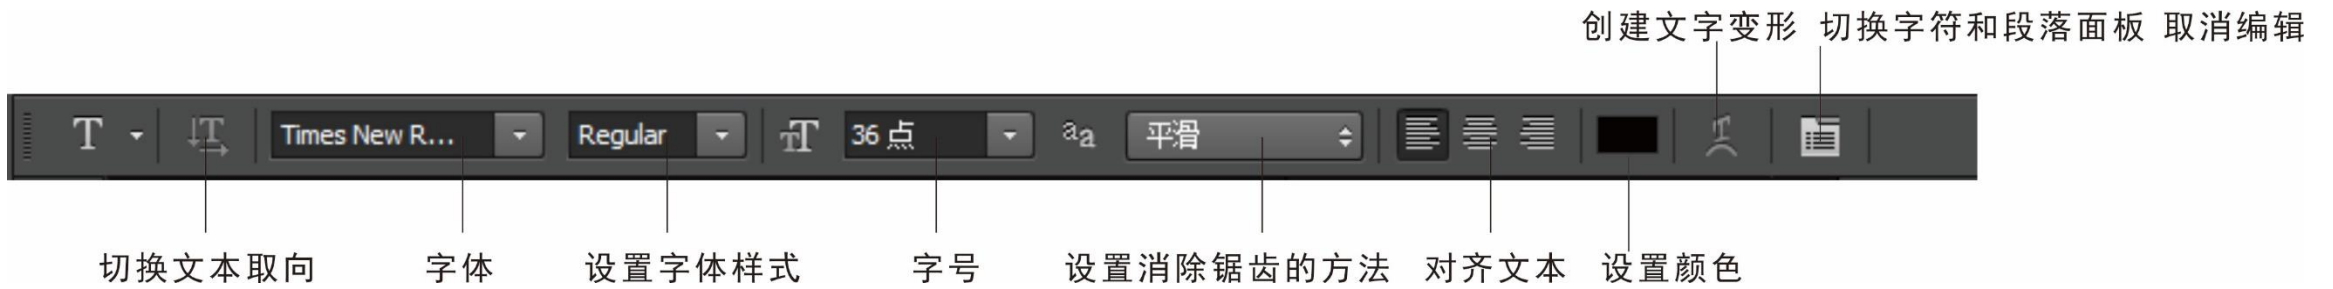 创建文字变形 切换字符和段落面板 取消编辑
T T Times New R... Regular TT 36 点 aa 平滑 T
切换文本取向 字体 设置字体样式 字号 设置消除锯齿的方法 对齐文本 设置颜色